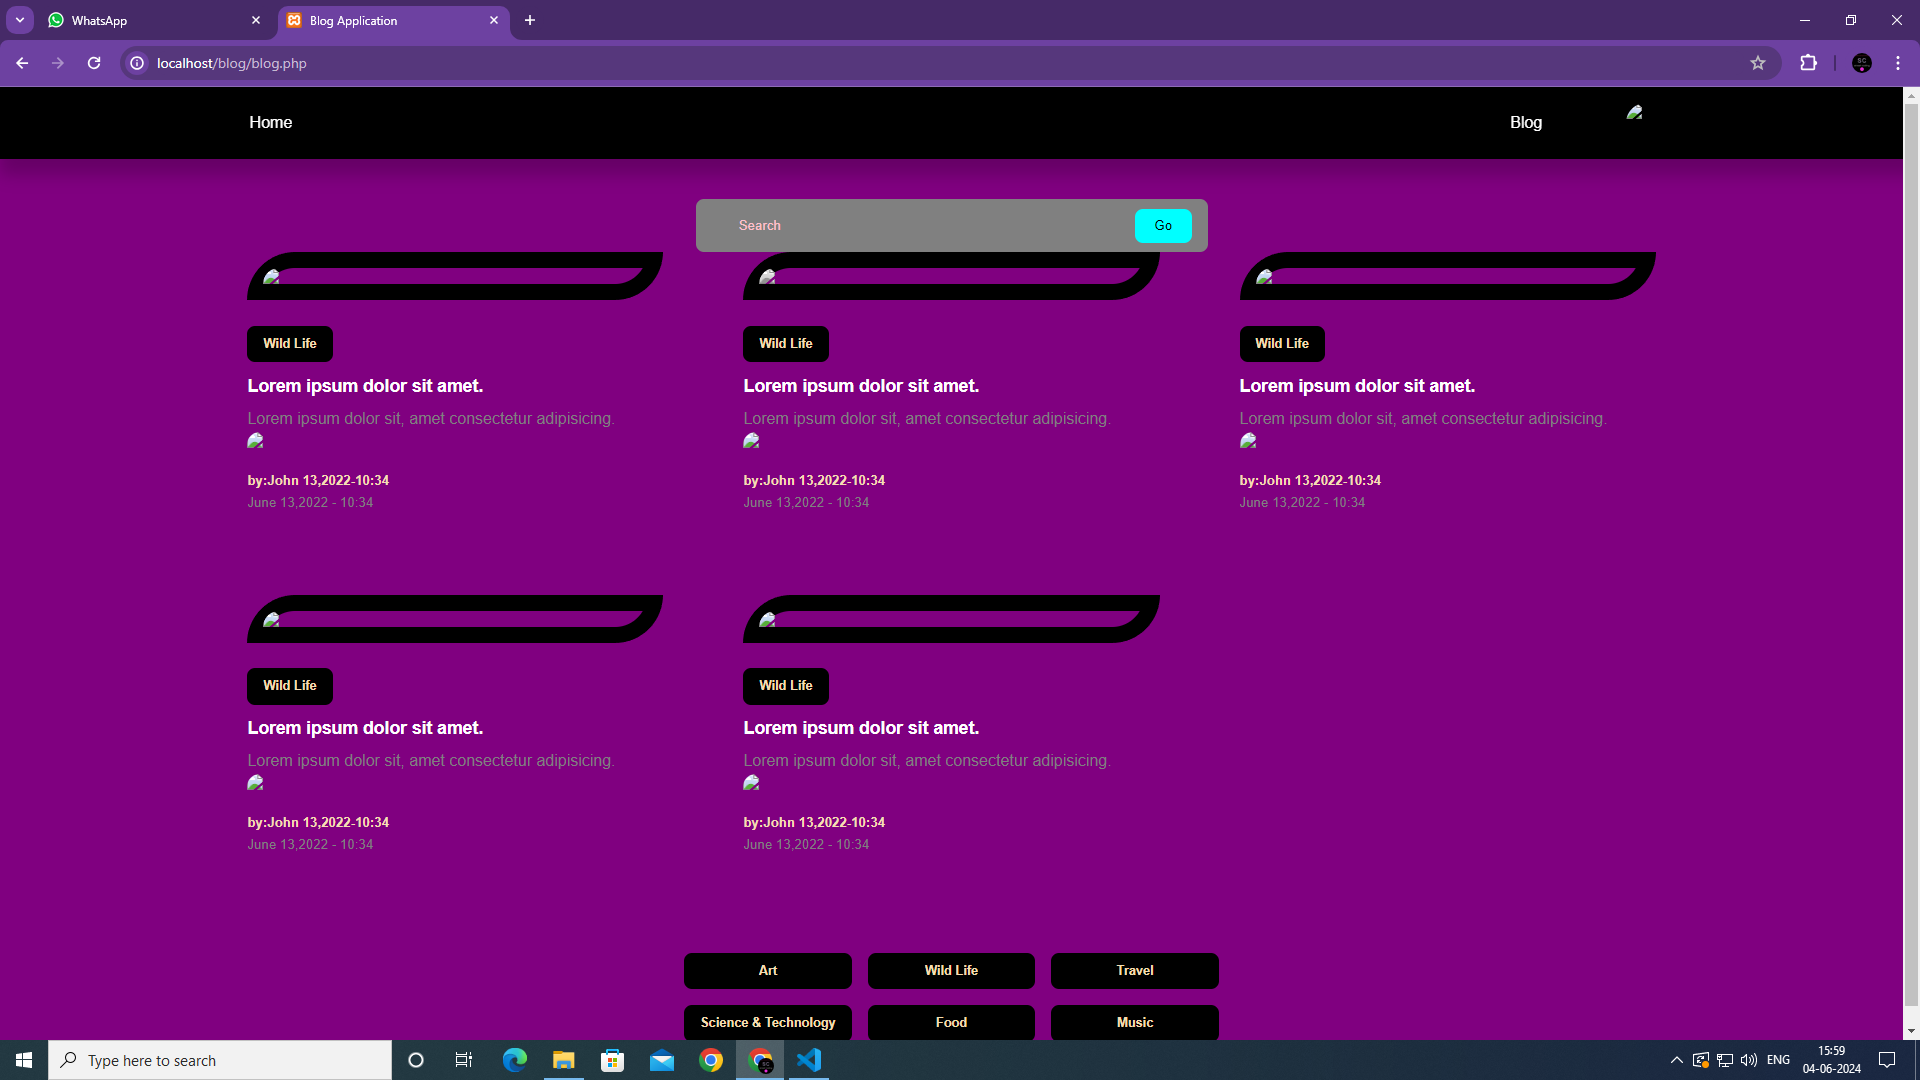 WhatsApp
Blog Application
localhost/blog/blog.php
Home
Blog
Search
Go
Wild Life
Lorem ipsum dolor sit amet.
Lorem ipsum dolor sit, amet consectetur adipisicing.
by:John 13,2022-10:34
June 13,2022 - 10:34
Wild Life
Lorem ipsum dolor sit amet.
Lorem ipsum dolor sit, amet consectetur adipisicing.
by:John 13,2022-10:34
June 13,2022 - 10:34
Wild Life
Lorem ipsum dolor sit amet.
Lorem ipsum dolor sit, amet consectetur adipisicing.
by:John 13,2022-10:34
June 13,2022 - 10:34
Wild Life
Lorem ipsum dolor sit amet.
Lorem ipsum dolor sit, amet consectetur adipisicing.
by:John 13,2022-10:34
June 13,2022 - 10:34
Wild Life
Lorem ipsum dolor sit amet.
Lorem ipsum dolor sit, amet consectetur adipisicing.
by:John 13,2022-10:34
June 13,2022 - 10:34
Art
Wild Life
Travel
Science & Technology
Food
Music
Type here to search
ENG
15:59
04-06-2024